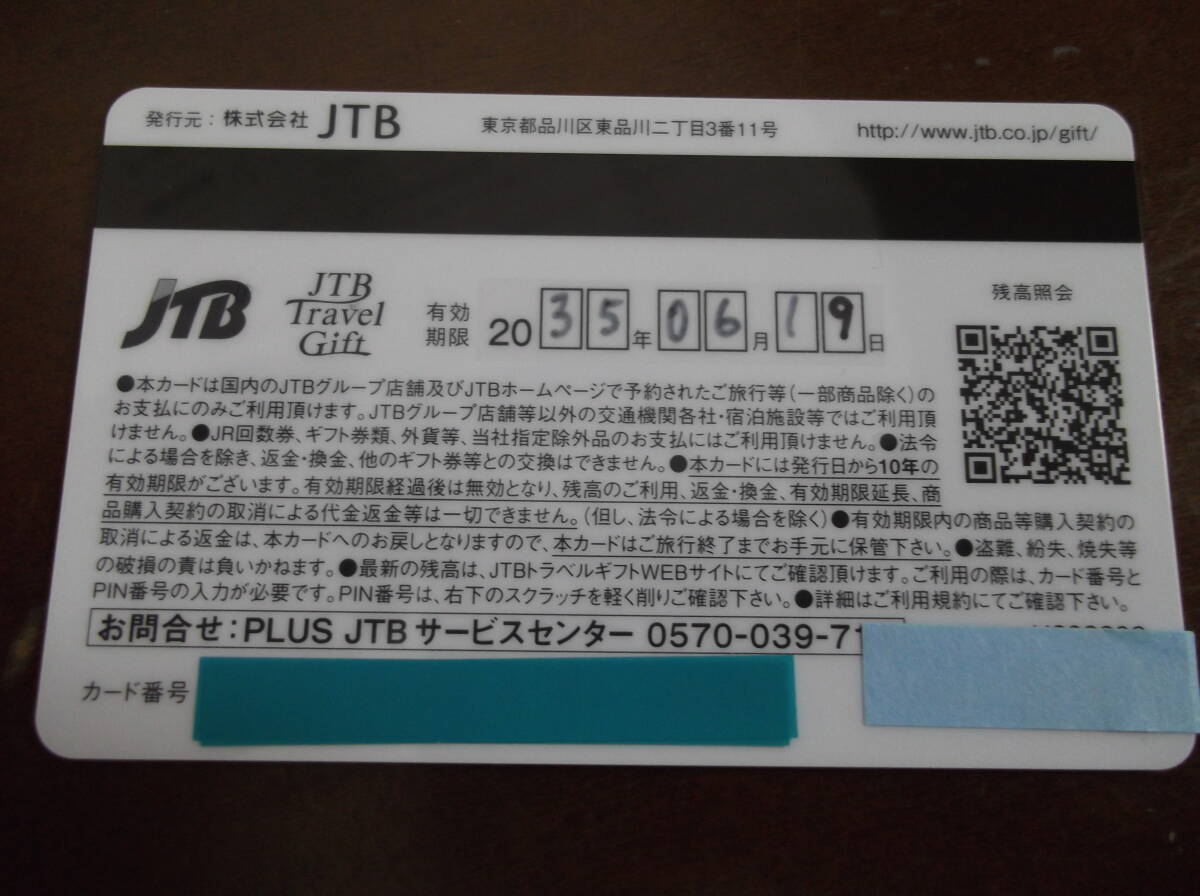 発行元：株式会社 JTB 東京都品川区東品川二丁目3番11号 http://www.jtb.co.jp/gift/
JTB
JTB
Travel
Gift
有効
期限 2035年06月19日
残高照会
●本カードは国内のJTBグループ店舗及びJTBホームページで予約されたご旅行等(一部商品除く)の
お支払にのみご利用頂けます。JTBグループ店舗等以外の交通機関各社・宿泊施設等ではご利用頂
けません。●JR回数券、ギフト券類、外貨等、当社指定除外品のお支払にはご利用頂けません。●法令
による場合を除き、返金・換金、他のギフト券等との交換はできません。●本カードには発行日から10年の
有効期限がございます。有効期限経過後は無効となり、残高のご利用、返金・換金、有効期限延長、商
品購入契約の取消による代金返金等は一切できません。(但し、法令による場合を除く)●有効期限内の商品等購入契約の
取消による返金は、本カードへのお戻しとなりますので、本カードはご旅行終了までお手元に保管下さい。●盗難、紛失、焼失等
の破損の責は負いかねます。●最新の残高は、JTBトラベルギフトWEBサイトにてご確認頂けます。ご利用の際は、カード番号と
PIN番号の入力が必要です。PIN番号は、右下のスクラッチを軽く削りご確認下さい。●詳細はご利用規約にてご確認下さい。
お問合せ：PLUS JTBサービスセンター 0570-039-7
カード番号